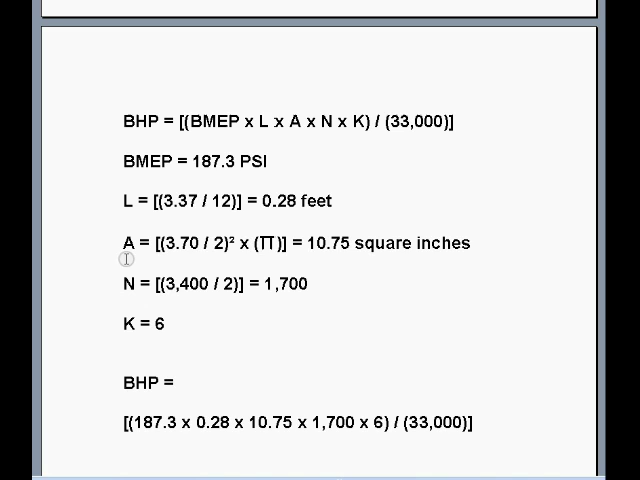 BHP = [(BMEP x L x A x N x K) / (33,000)]
BMEP = 187.3 PSI
L = [(3.37 / 12)] = 0.28 feet
A = [(3.70 / 2)² x (∏)] = 10.75 square inches
N = [(3,400 / 2)] = 1,700
K = 6
BHP =
[(187.3 x 0.28 x 10.75 x 1,700 x 6) / (33,000)]